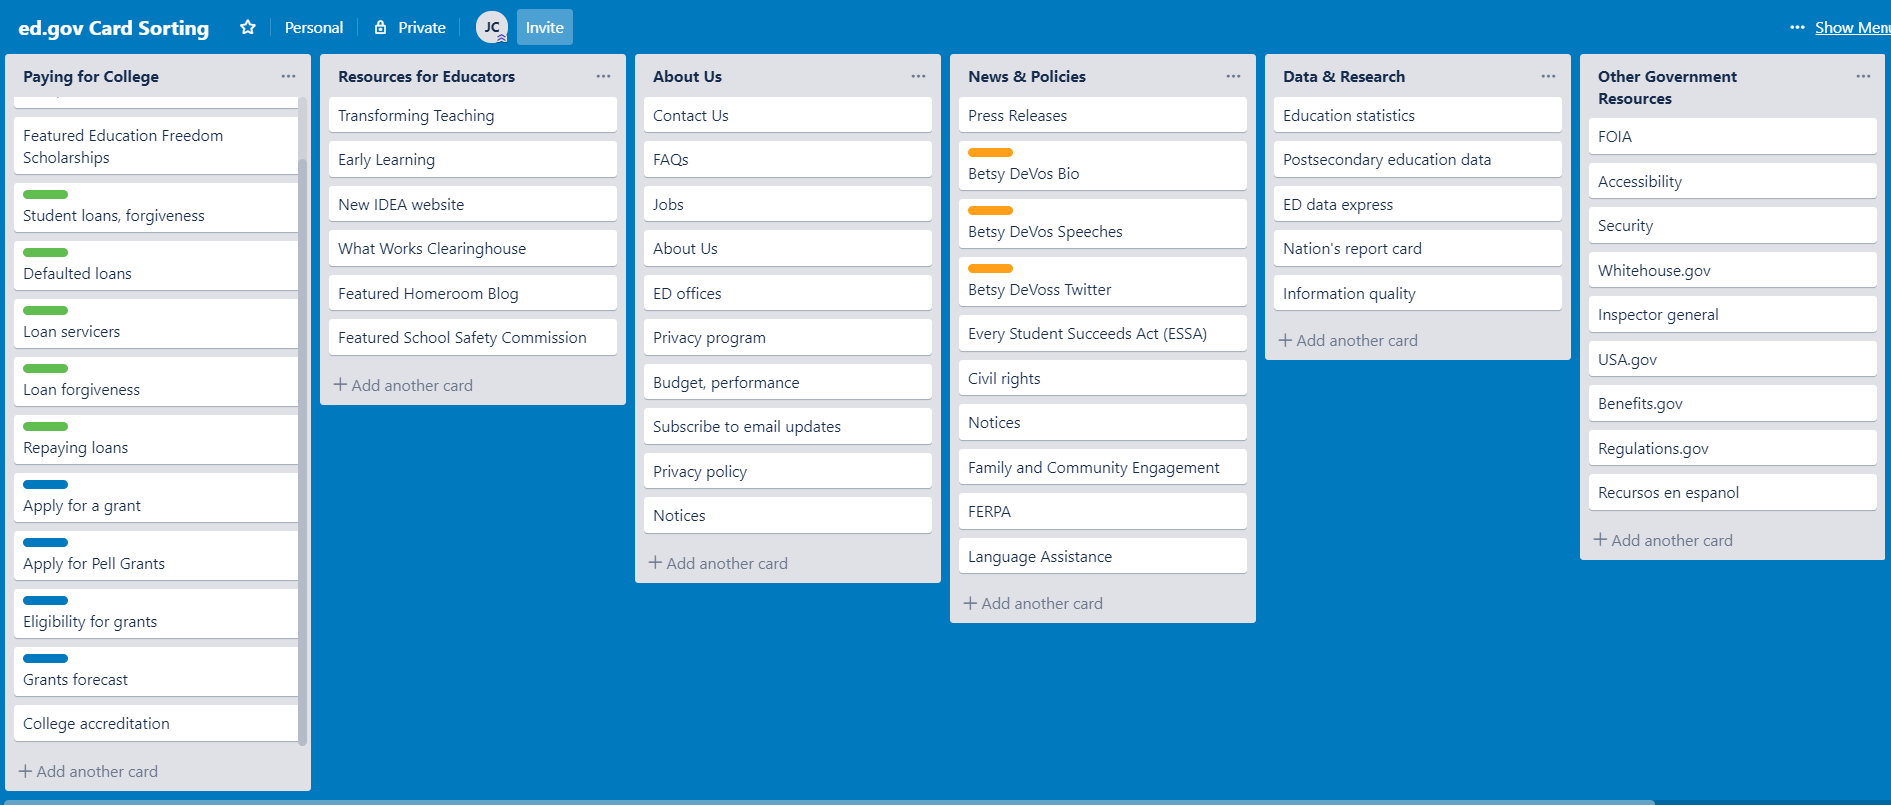 ed.gov Card Sorting
Personal
Private
JC
Invite
Show Menu
Paying for College
Featured Education Freedom
Scholarships
Student loans, forgiveness
Defaulted loans
Loan servicers
Loan forgiveness
Repaying loans
Apply for a grant
Apply for Pell Grants
Eligibility for grants
Grants forecast
College accreditation
+ Add another card
Resources for Educators
Transforming Teaching
Early Learning
New IDEA website
What Works Clearinghouse
Featured Homeroom Blog
Featured School Safety Commission
+ Add another card
About Us
Contact Us
FAQs
Jobs
About Us
ED offices
Privacy program
Budget, performance
Subscribe to email updates
Privacy policy
Notices
+ Add another card
News & Policies
Press Releases
Betsy DeVos Bio
Betsy DeVos Speeches
Betsy DeVoss Twitter
Every Student Succeeds Act (ESSA)
Civil rights
Notices
Family and Community Engagement
FERPA
Language Assistance
+ Add another card
Data & Research
Education statistics
Postsecondary education data
ED data express
Nation's report card
Information quality
+ Add another card
Other Government
Resources
FOIA
Accessibility
Security
Whitehouse.gov
Inspector general
USA.gov
Benefits.gov
Regulations.gov
Recursos en espanol
+ Add another card